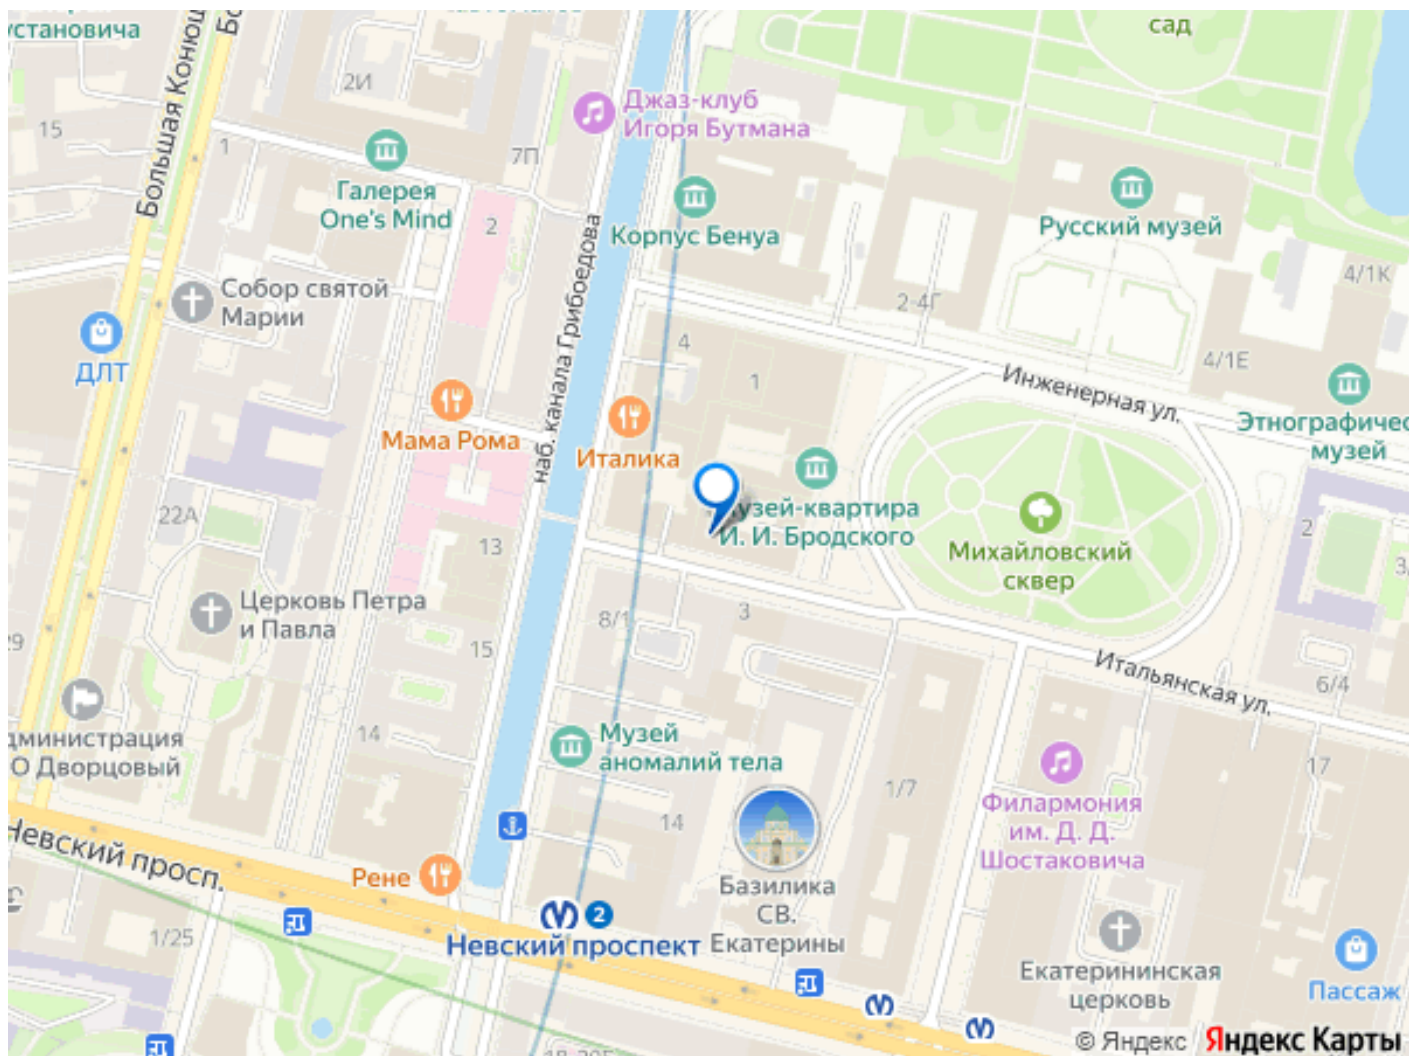 установича
Большая Конюш
Бо
сад
2И
15
1
7П
Джаз-клуб
Игоря Бутмана
Галерея
One's Mind
2
Корпус Бенуа
Русский музей
4/1К
2-4Г
Собор святой
Марии
ДЛТ
наб. канала Грибоедова
4
1
4/1Е
Инженерная ул.
Этнографичес
музей
Мама Рома
Италика
22А
13
узей-квартира
И. И. Бродского
Михайловский
сквер
2
3
Церковь Петра
и Павла
29
8/1
3
15
Итальянская ул.
6/4
дминистрация
О Дворцовый
14
Музей
аномалий тела
17
1/7
Филармония
им. Д. Д.
Шостаковича
14
Невский просп.
Рене
Базилика
СВ.
Екатерины
2
Невский проспект
1/25
Екатерининская
церковь
Пассаж
© Яндекс Яндекс Карты